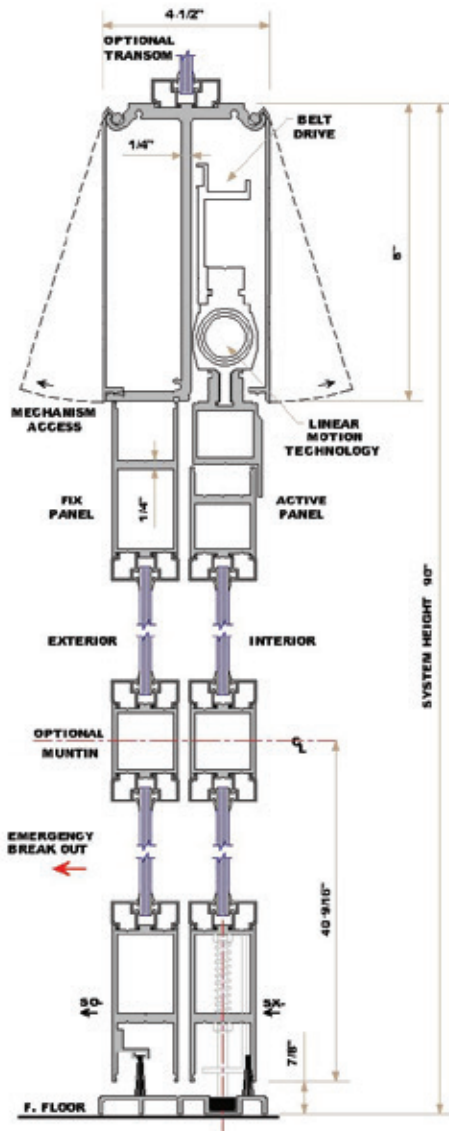 4-1/2"
OPTIONAL
TRANSOM
BELT
DRIVE
1/4"
MECHANISM
ACCESS
LINEAR
MOTION
TECHNOLOGY
FIX
PANEL
1/4"
ACTIVE
PANEL
EXTERIOR
INTERIOR
SYSTEM HEIGHT 90"
OPTIONAL
MUNTIN
CL
EMERGENCY
BREAK OUT
40-9/16"
SO
SX
7/8"
F. FLOOR